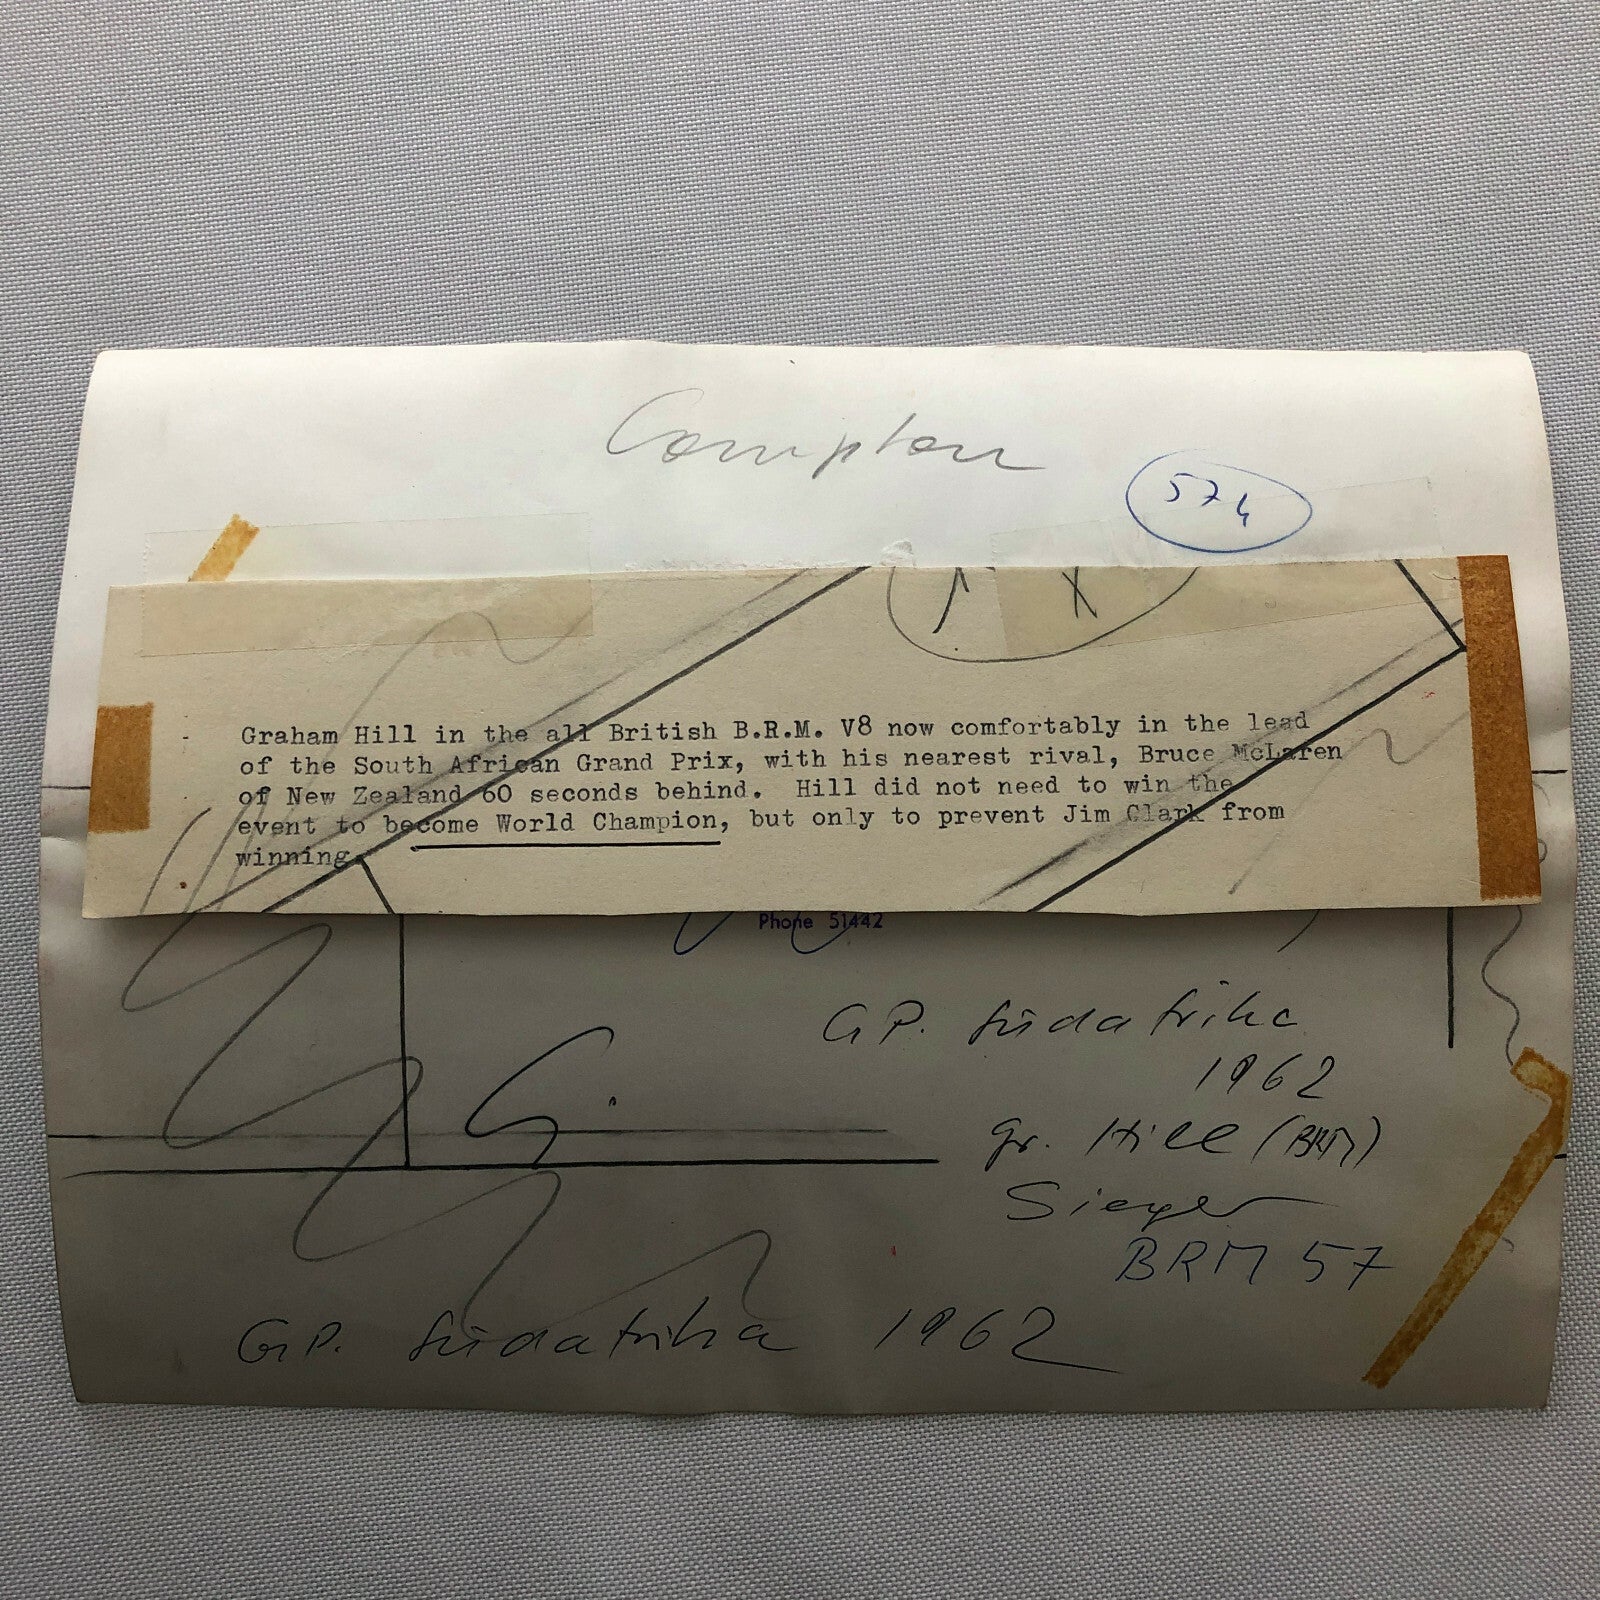 Compton
574
X
Graham Hill in the all British B.R.M. V8 now comfortably in the lead
of the South African Grand Prix, with his nearest rival, Bruce McLaren
of New Zealand 60 seconds behind. Hill did not need to win the
event to become World Champion, but only to prevent Jim Clark from
winning.
Phone 51442
GP. Südafrika
1962
Gr. Hill (BRM)
Sieger
BRM 57
GP. Südafrika 1962